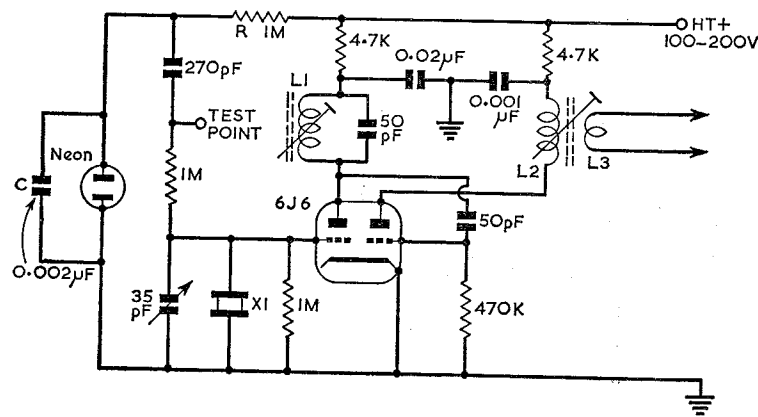 R 1M
HT+
100-200V
4.7K
0.02µF
4.7K
270pF
L1
0.001
µF
TEST
POINT
50
pF
Neon
1M
L2
L3
C
6J6
50pF
0.002µF
35
pF
X1
1M
470K